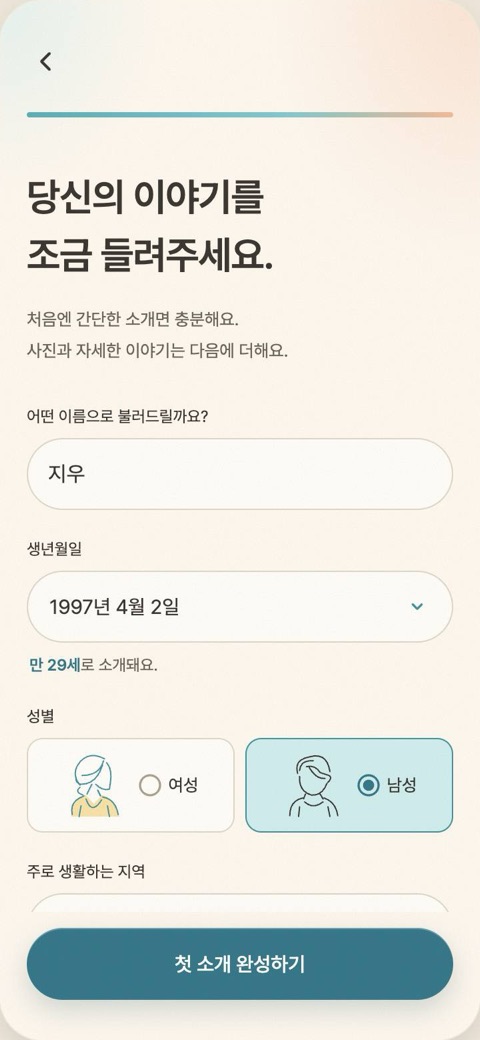 당신의 이야기를
조금 들려주세요.
처음엔 간단한 소개면 충분해요.
사진과 자세한 이야기는 다음에 더해요.
어떤 이름으로 불러드릴까요?
지우
생년월일
1997년 4월 2일
만 29세로 소개돼요.
성별
여성
남성
주로 생활하는 지역
첫 소개 완성하기